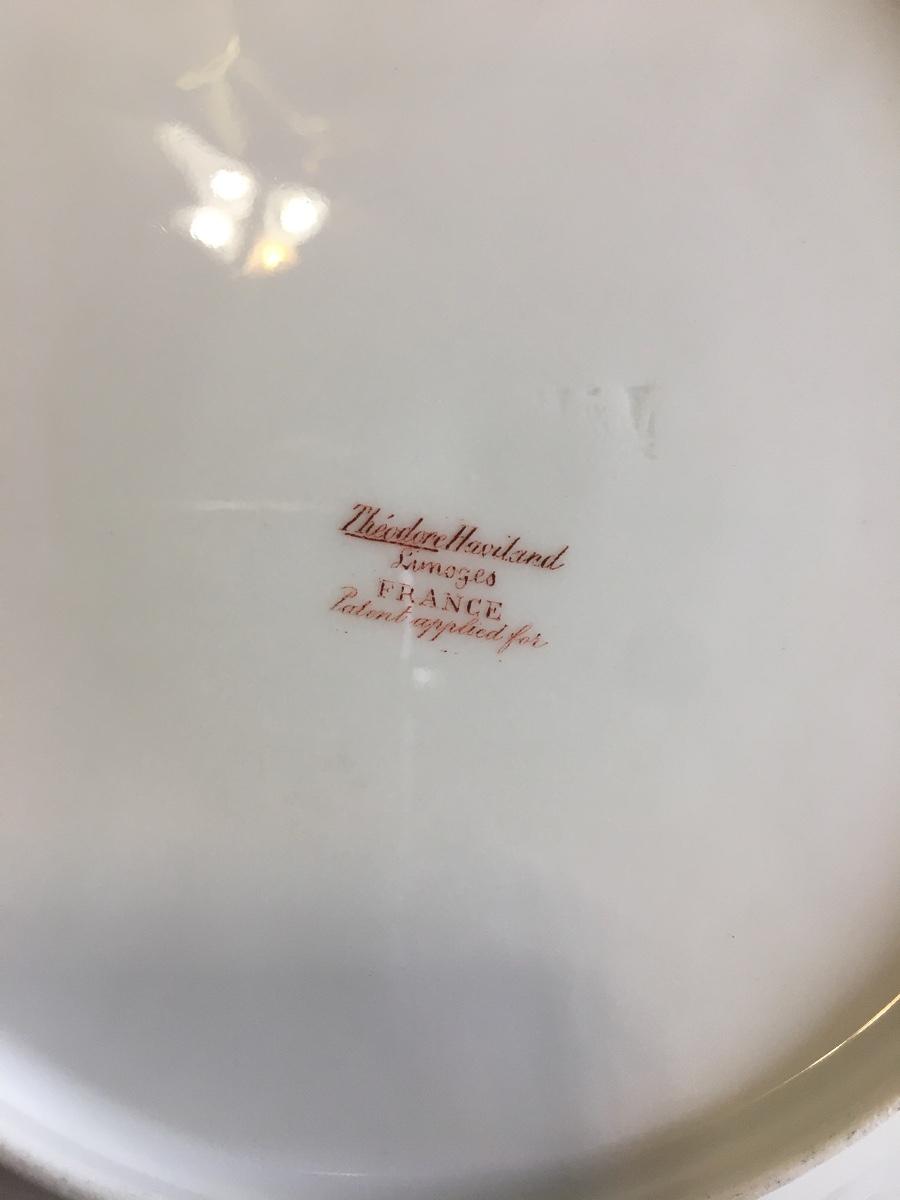 Théodore Haviland
Limoges
FRANCE
Patent applied for